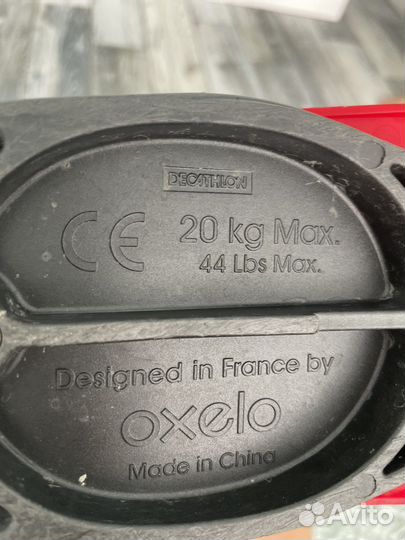 DECATHLON
CE 20 kg Max.
44 Lbs Max.
Designed in France by
oxelo
Made in China
Avito